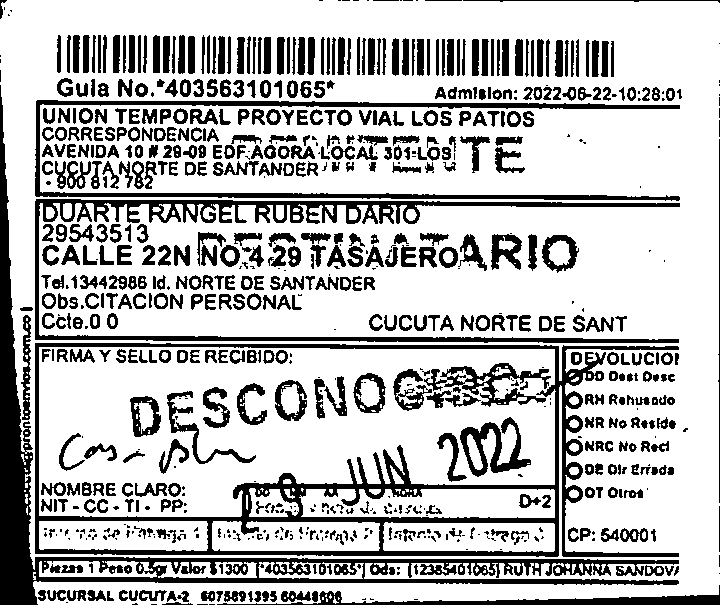 Guia No.*403563101065*
Admision: 2022-06-22-10:28:01
UNION TEMPORAL PROYECTO VIAL LOS PATIOS
CORRESPONDENCIA
AVENIDA 10 # 29-09 EDF AGORA LOCAL 301-LOS
CUCUTA NORTE DE SANTANDER
- 900 812 782
DUARTE RANGEL RUBEN DARIO
29543513
DESTINATARIO
CALLE 22N NO 4 29 TASAJERO
Tel.13442986 Id. NORTE DE SANTANDER
Obs.CITACION PERSONAL
Ccte.0 0
CUCUTA NORTE DE SANT
FIRMA Y SELLO DE RECIBIDO:
DESCONOCIDO
JUN 2022
NOMBRE CLARO:
NIT - CC - TI - PP:
D+2
DEVOLUCION
DD Dest Desc
RH Rehusado
NR No Reside
NRC No Recl
DE Dir Errada
OT Otros
CP: 540001
Piezas 1 Peso 0.5gr Valor $1300 [*403563101065*] Ods: [12385401065] RUTH JOHANNA SANDOVA
SUCURSAL CUCUTA-2 6075891395 60448606